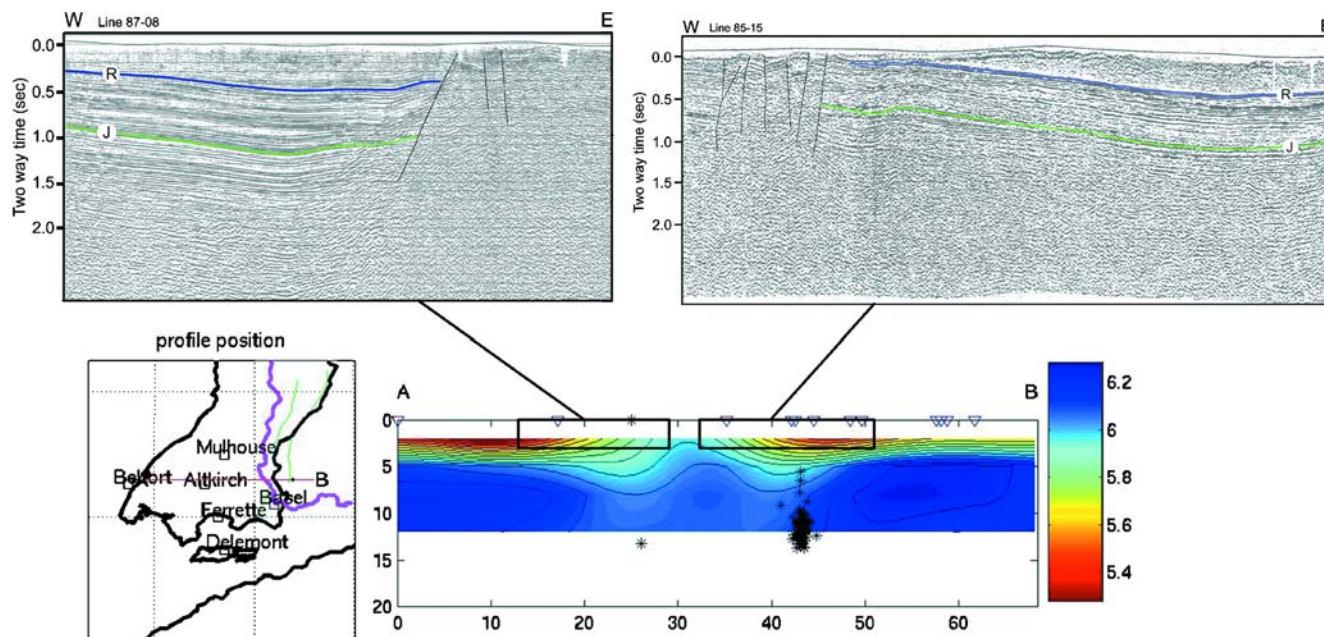 W Line 87-08 E
0.0
0.5
1.0
1.5
2.0
Two way time (sec)
R
J
W Line 85-15 E
0.0
0.5
1.0
1.5
2.0
Two way time (sec)
R
J
profile position
Mulhouse
Belfort
Altkirch
B
Basel
Ferrette
Delemont
A B
0
5
10
15
20
0 10 20 30 40 50 60
6.2
6
5.8
5.6
5.4